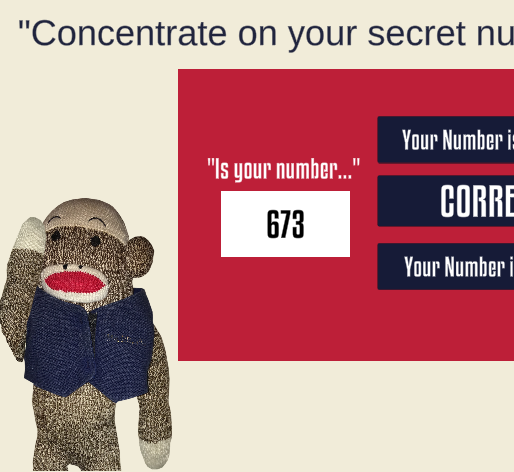 "Concentrate on your secret nu
"Is your number..."
673
Your Number is
CORRE
Your Number i